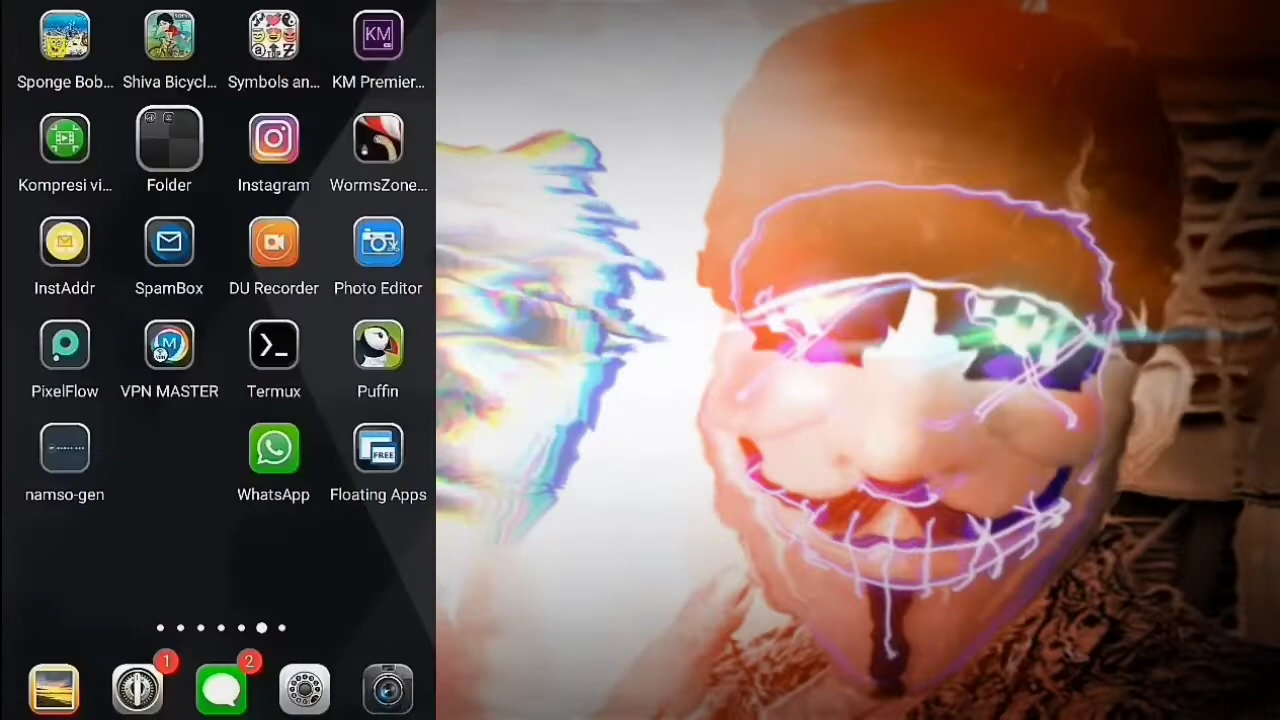 Sponge Bob... Shiva Bicycl... Symbols an... KM Premier...
Kompresi vi... Folder Instagram WormsZone...
InstAddr SpamBox DU Recorder Photo Editor
PixelFlow VPN MASTER Termux Puffin
namso-gen WhatsApp Floating Apps
KM
M
VPN
>_
FREE
1
2